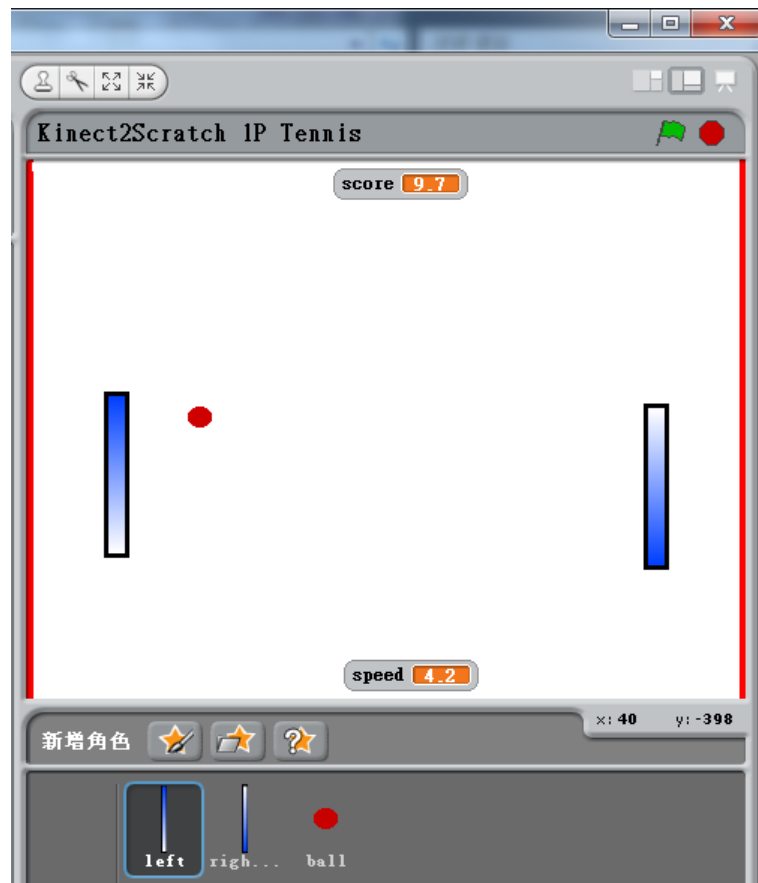 Kinect2Scratch 1P Tennis
score 9.7
speed 4.2
x: 40 y: -398
新增角色
left righ... ball